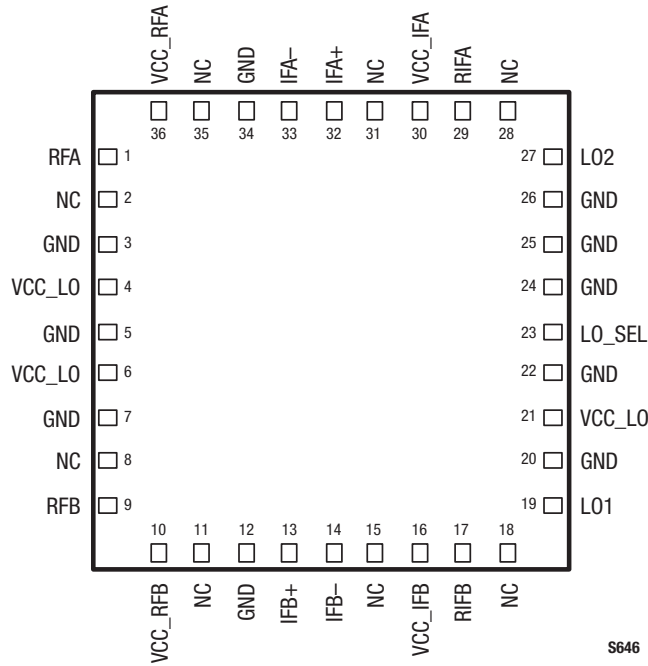 VCC_RFA NC GND IFA– IFA+ NC VCC_IFA RIFA NC
36 35 34 33 32 31 30 29 28
RFA 1 27 LO2
NC 2 26 GND
GND 3 25 GND
VCC_LO 4 24 GND
GND 5 23 LO_SEL
VCC_LO 6 22 GND
GND 7 21 VCC_LO
NC 8 20 GND
RFB 9 19 LO1
10 11 12 13 14 15 16 17 18
VCC_RFB NC GND IFB+ IFB– NC VCC_IFB RIFB NC
S646